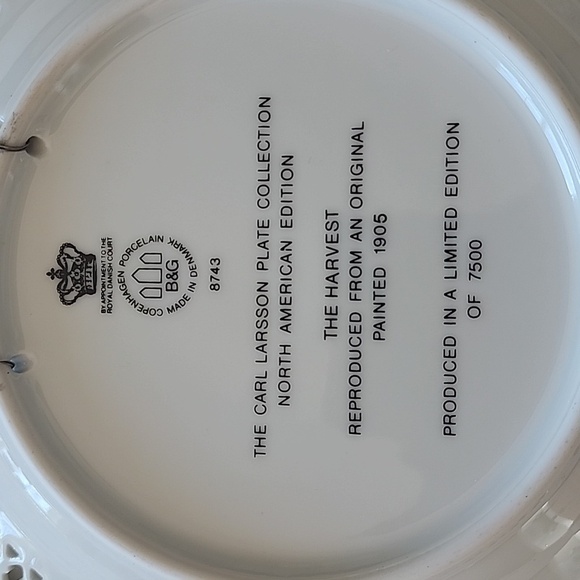 BY APPOINTMENT TO THE
ROYAL DANISH COURT
COPENHAGEN PORCELAIN
B&G
MADE IN DENMARK
8743
THE CARL LARSSON PLATE COLLECTION
NORTH AMERICAN EDITION
THE HARVEST
REPRODUCED FROM AN ORIGINAL
PAINTED 1905
PRODUCED IN A LIMITED EDITION
OF 7500